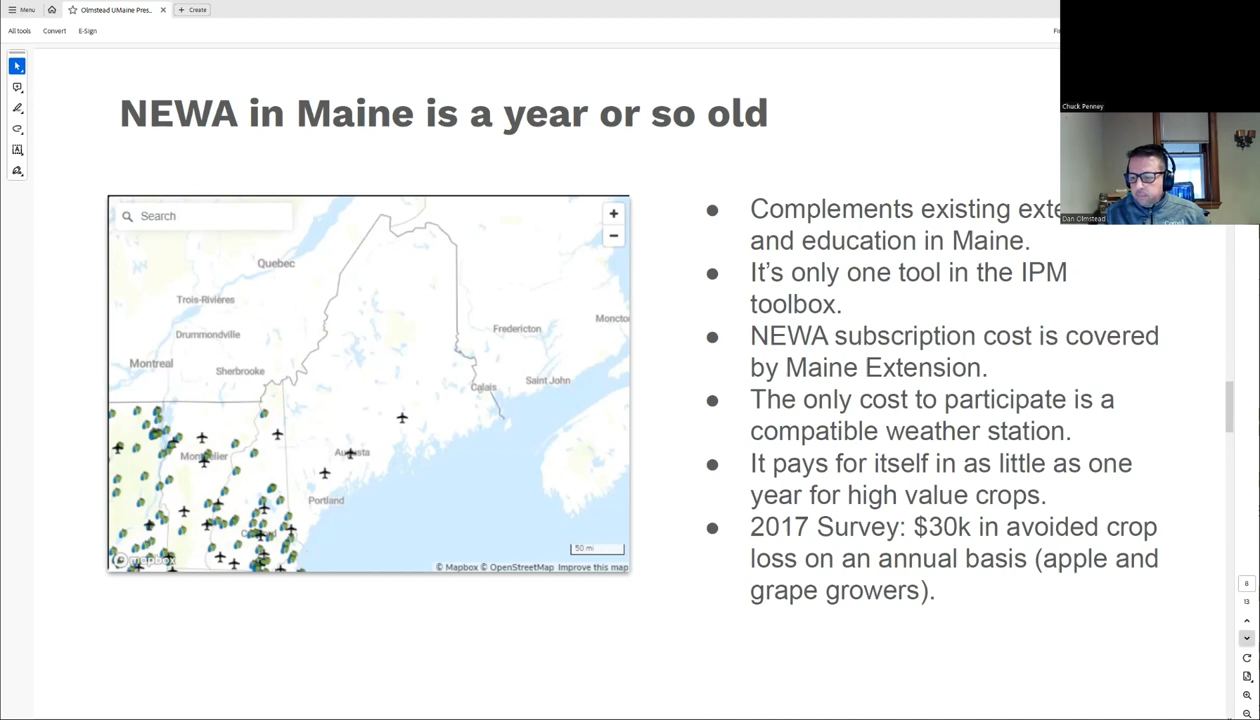 Menu
Olmstead UMaine Pres...
Create
All tools
Convert
E-Sign
Chuck Penney
Dan Olmstead
NEWA in Maine is a year or so old
Search
+
−
Quebec
Trois-Rivières
Drummondville
Montreal
Sherbrooke
Fredericton
Moncto
Saint John
Calais
Augusta
Portland
50 mi
mapbox
© Mapbox © OpenStreetMap Improve this map
● Complements existing exte
and education in Maine.
● It's only one tool in the IPM
toolbox.
● NEWA subscription cost is covered
by Maine Extension.
● The only cost to participate is a
compatible weather station.
● It pays for itself in as little as one
year for high value crops.
● 2017 Survey: $30k in avoided crop
loss on an annual basis (apple and
grape growers).
8
13